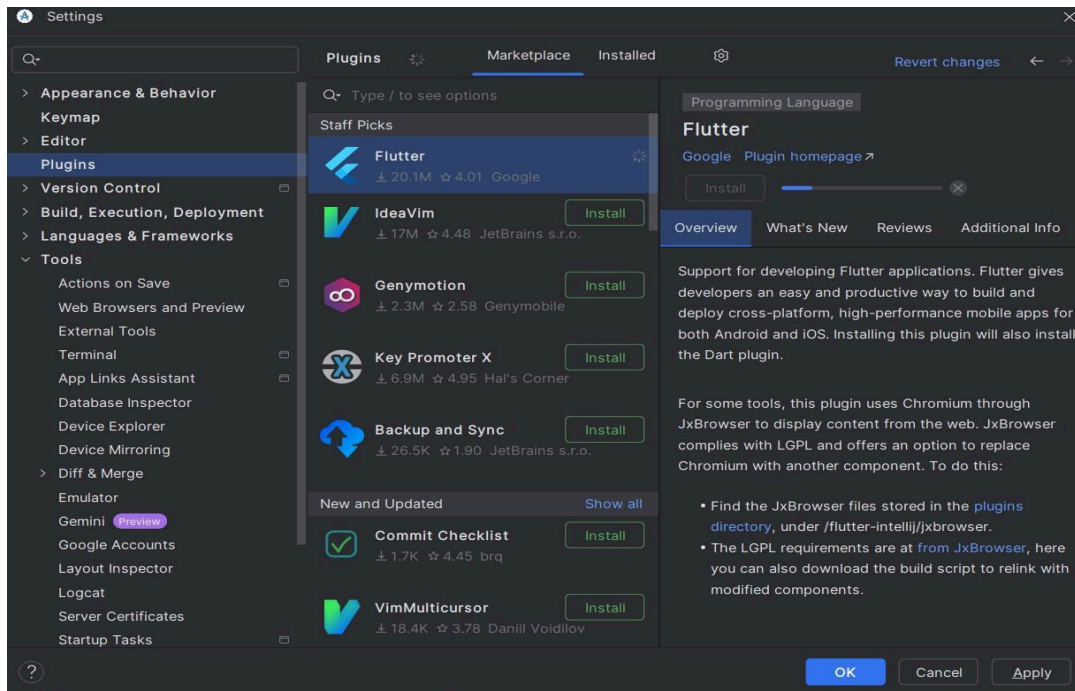 Settings
Plugins
Marketplace
Installed
Revert changes
Appearance & Behavior
Keymap
Editor
Plugins
Version Control
Build, Execution, Deployment
Languages & Frameworks
Tools
Actions on Save
Web Browsers and Preview
External Tools
Terminal
App Links Assistant
Database Inspector
Device Explorer
Device Mirroring
Diff & Merge
Emulator
Gemini Preview
Google Accounts
Layout Inspector
Logcat
Server Certificates
Startup Tasks
Type / to see options
Staff Picks
Flutter
20.1M 4.01 Google
IdeaVim Install
17M 4.48 JetBrains s.r.o.
Genymotion Install
2.3M 2.58 Genymobile
Key Promoter X Install
6.9M 4.95 Hal's Corner
Backup and Sync Install
26.5K 1.90 JetBrains s.r.o.
New and Updated Show all
Commit Checklist Install
1.7K 4.45 brq
VimMulticursor Install
18.4K 3.78 Daniil Voidilov
Programming Language
Flutter
Google Plugin homepage
Install
Overview What's New Reviews Additional Info
Support for developing Flutter applications. Flutter gives
developers an easy and productive way to build and
deploy cross-platform, high-performance mobile apps for
both Android and iOS. Installing this plugin will also install
the Dart plugin.
For some tools, this plugin uses Chromium through
JxBrowser to display content from the web. JxBrowser
complies with LGPL and offers an option to replace
Chromium with another component. To do this:
• Find the JxBrowser files stored in the plugins
directory, under /flutter-intellij/jxbrowser.
• The LGPL requirements are at from JxBrowser, here
you can also download the build script to relink with
modified components.
?
OK Cancel Apply